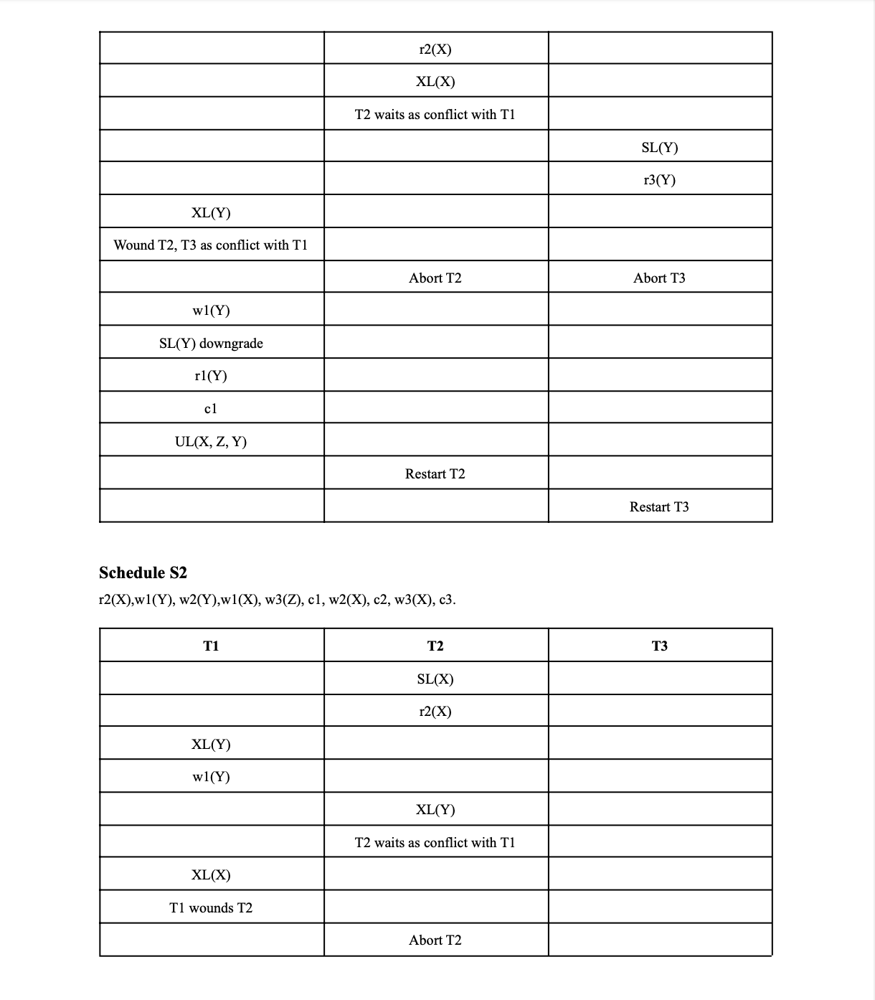 r2(X)
XL(X)
T2 waits as conflict with T1
SL(Y)
r3(Y)
XL(Y)
Wound T2, T3 as conflict with T1
Abort T2 Abort T3
w1(Y)
SL(Y) downgrade
r1(Y)
c1
UL(X, Z, Y)
Restart T2
Restart T3
Schedule S2
r2(X),w1(Y), w2(Y),w1(X), w3(Z), c1, w2(X), c2, w3(X), c3.
T1 T2 T3
SL(X)
r2(X)
XL(Y)
w1(Y)
XL(Y)
T2 waits as conflict with T1
XL(X)
T1 wounds T2
Abort T2